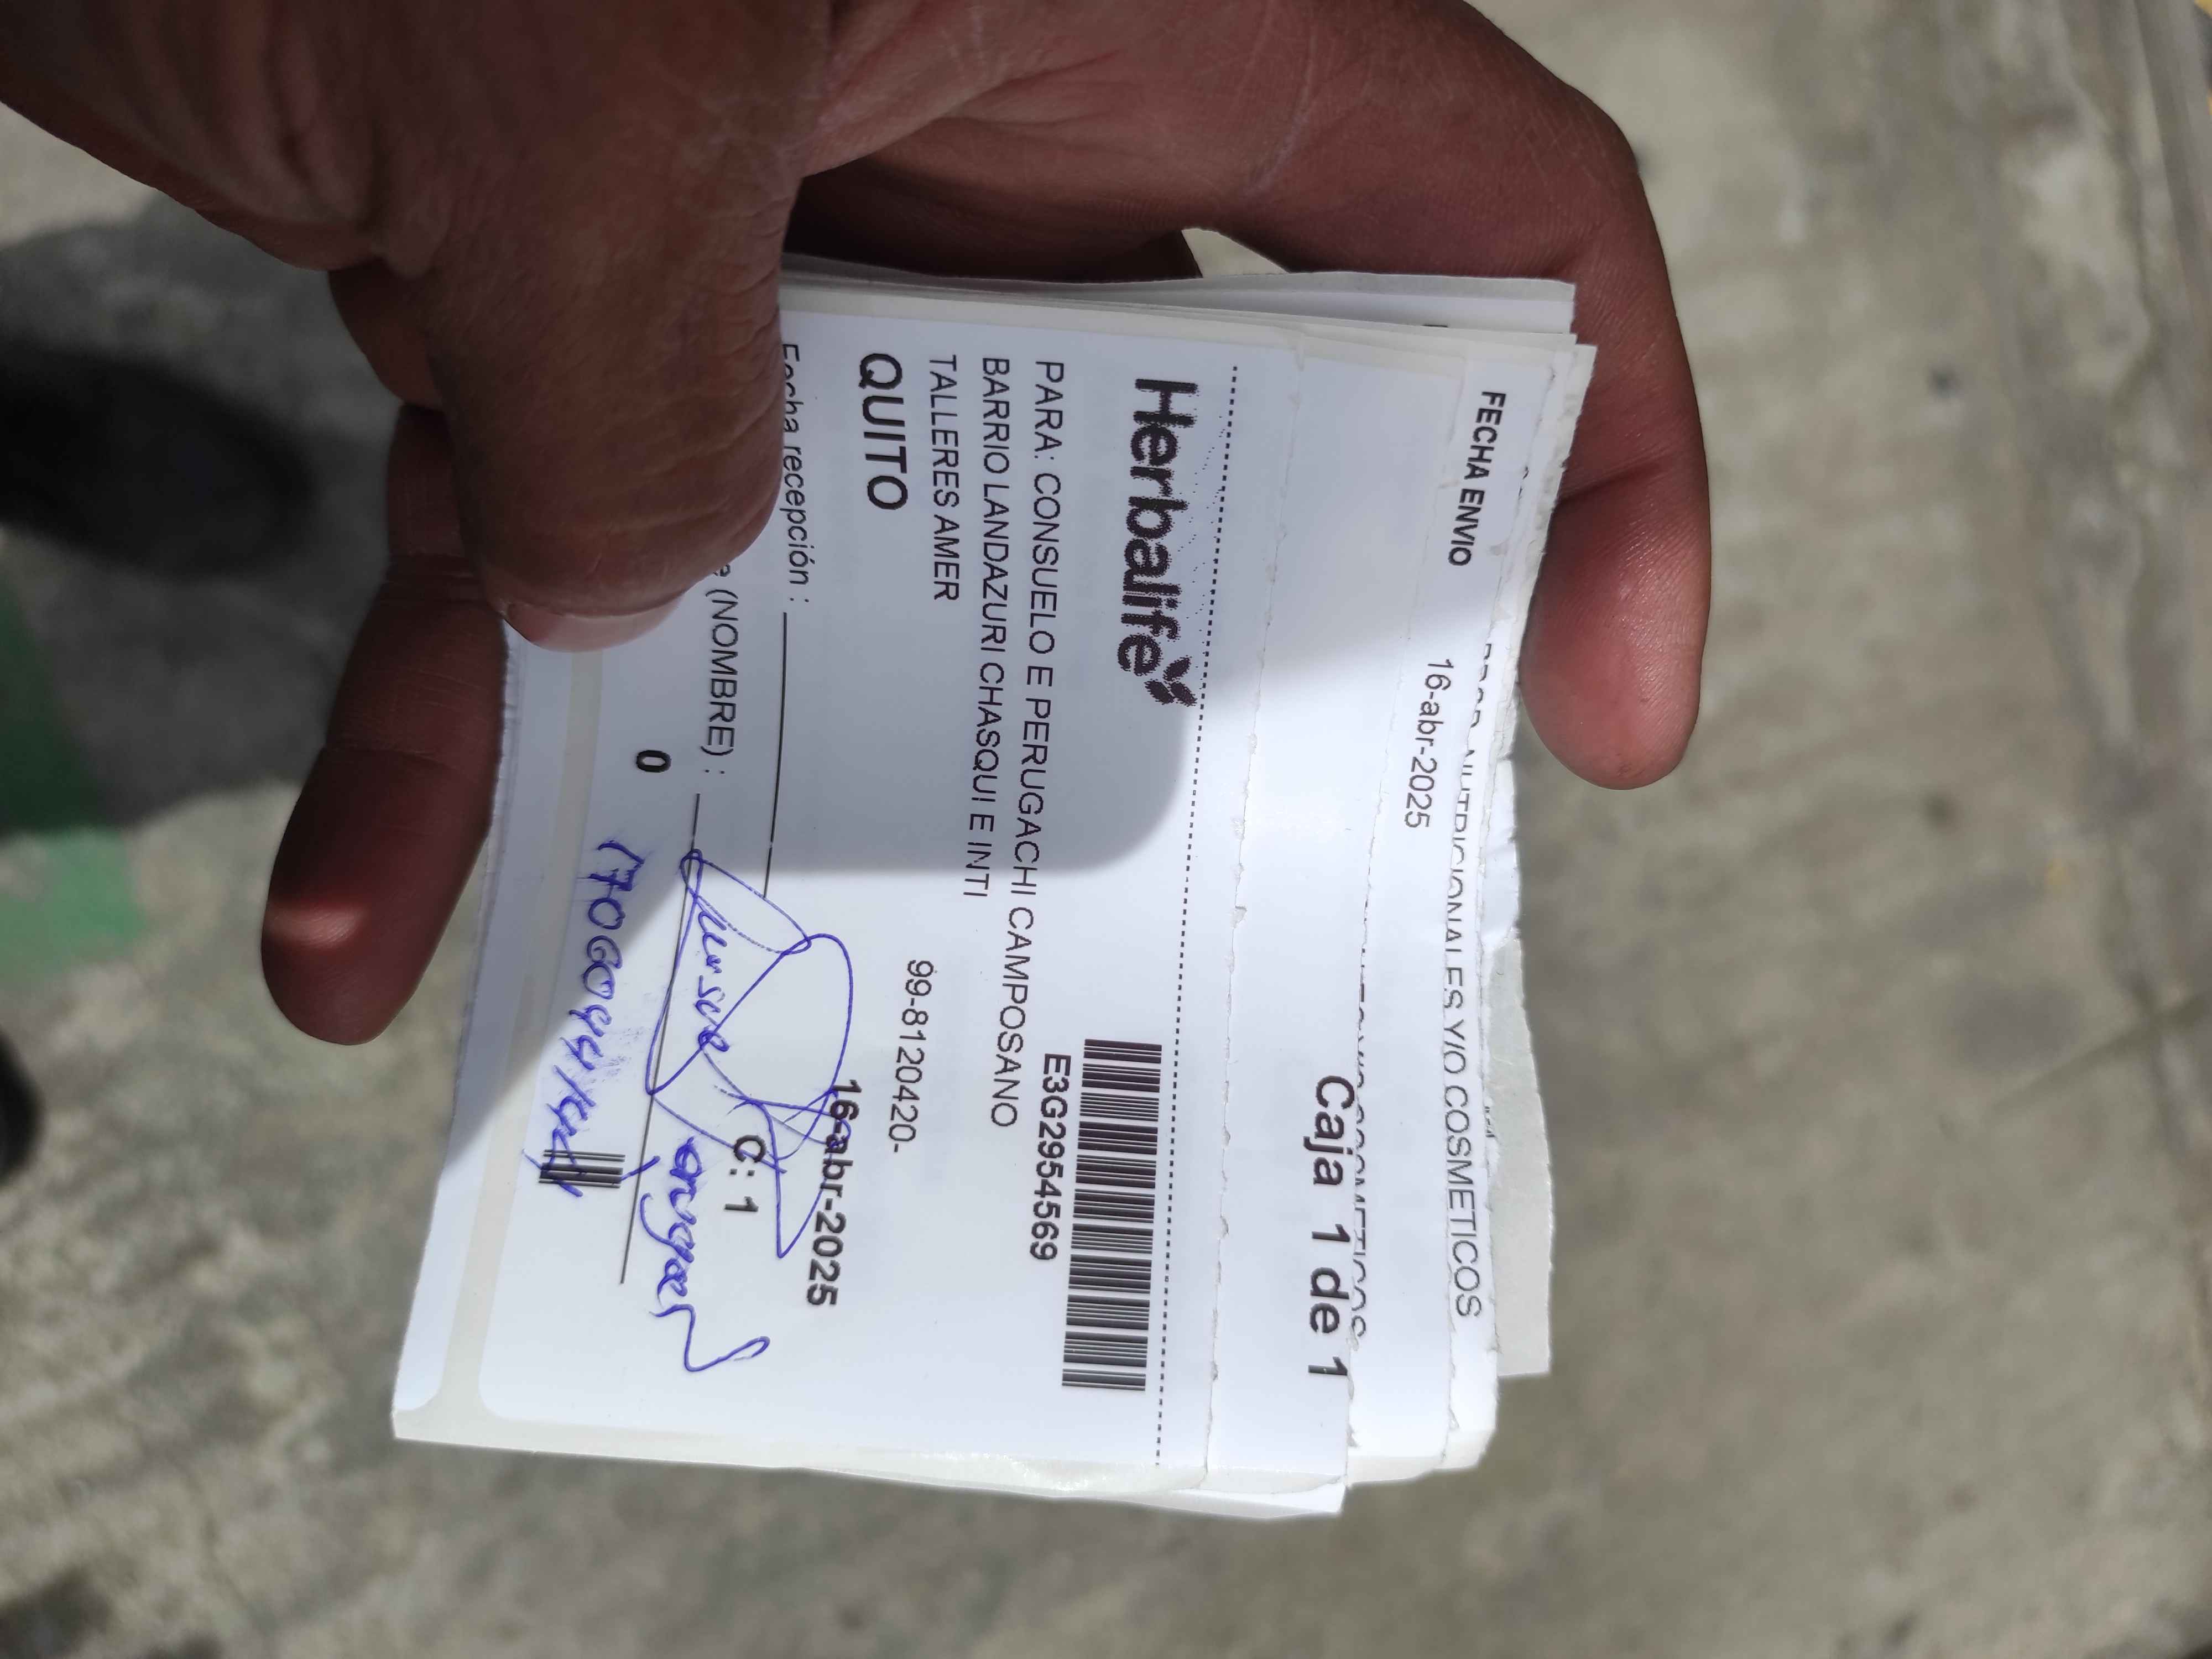 FECHA ENVIO 16-abr-2025
NUTRICIONALES Y/O COSMETICOS
Caja 1 de 1
Herbalife
E3G2954569
PARA: CONSUELO E PERUGACHI CAMPOSANO
BARRIO LANDAZURI CHASQUI E INTI
TALLERES AMER
99-8120420-
QUITO
16-abr-2025
Fecha recepción :
C: 1
(NOMBRE) :
0